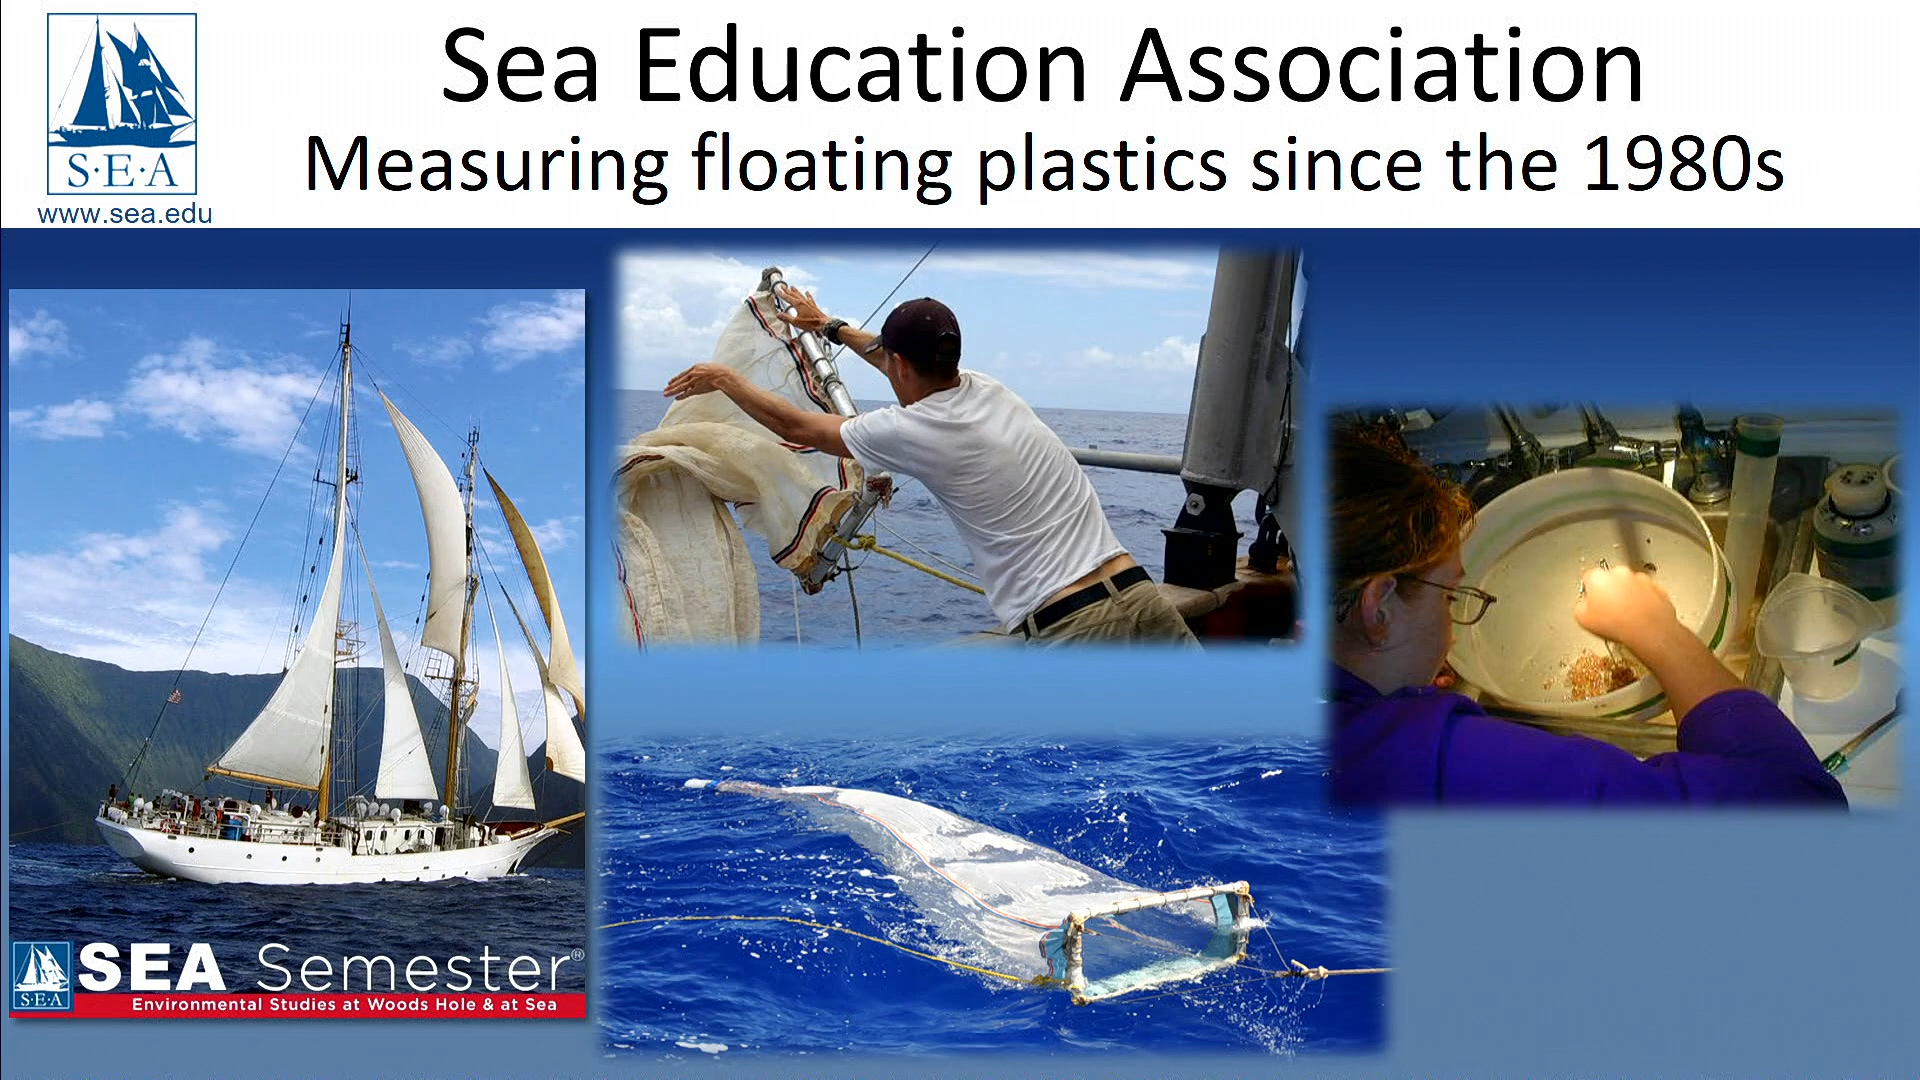 Sea Education Association
Measuring floating plastics since the 1980s
S·E·A
www.sea.edu
SEA Semester®
S·E·A
Environmental Studies at Woods Hole & at Sea